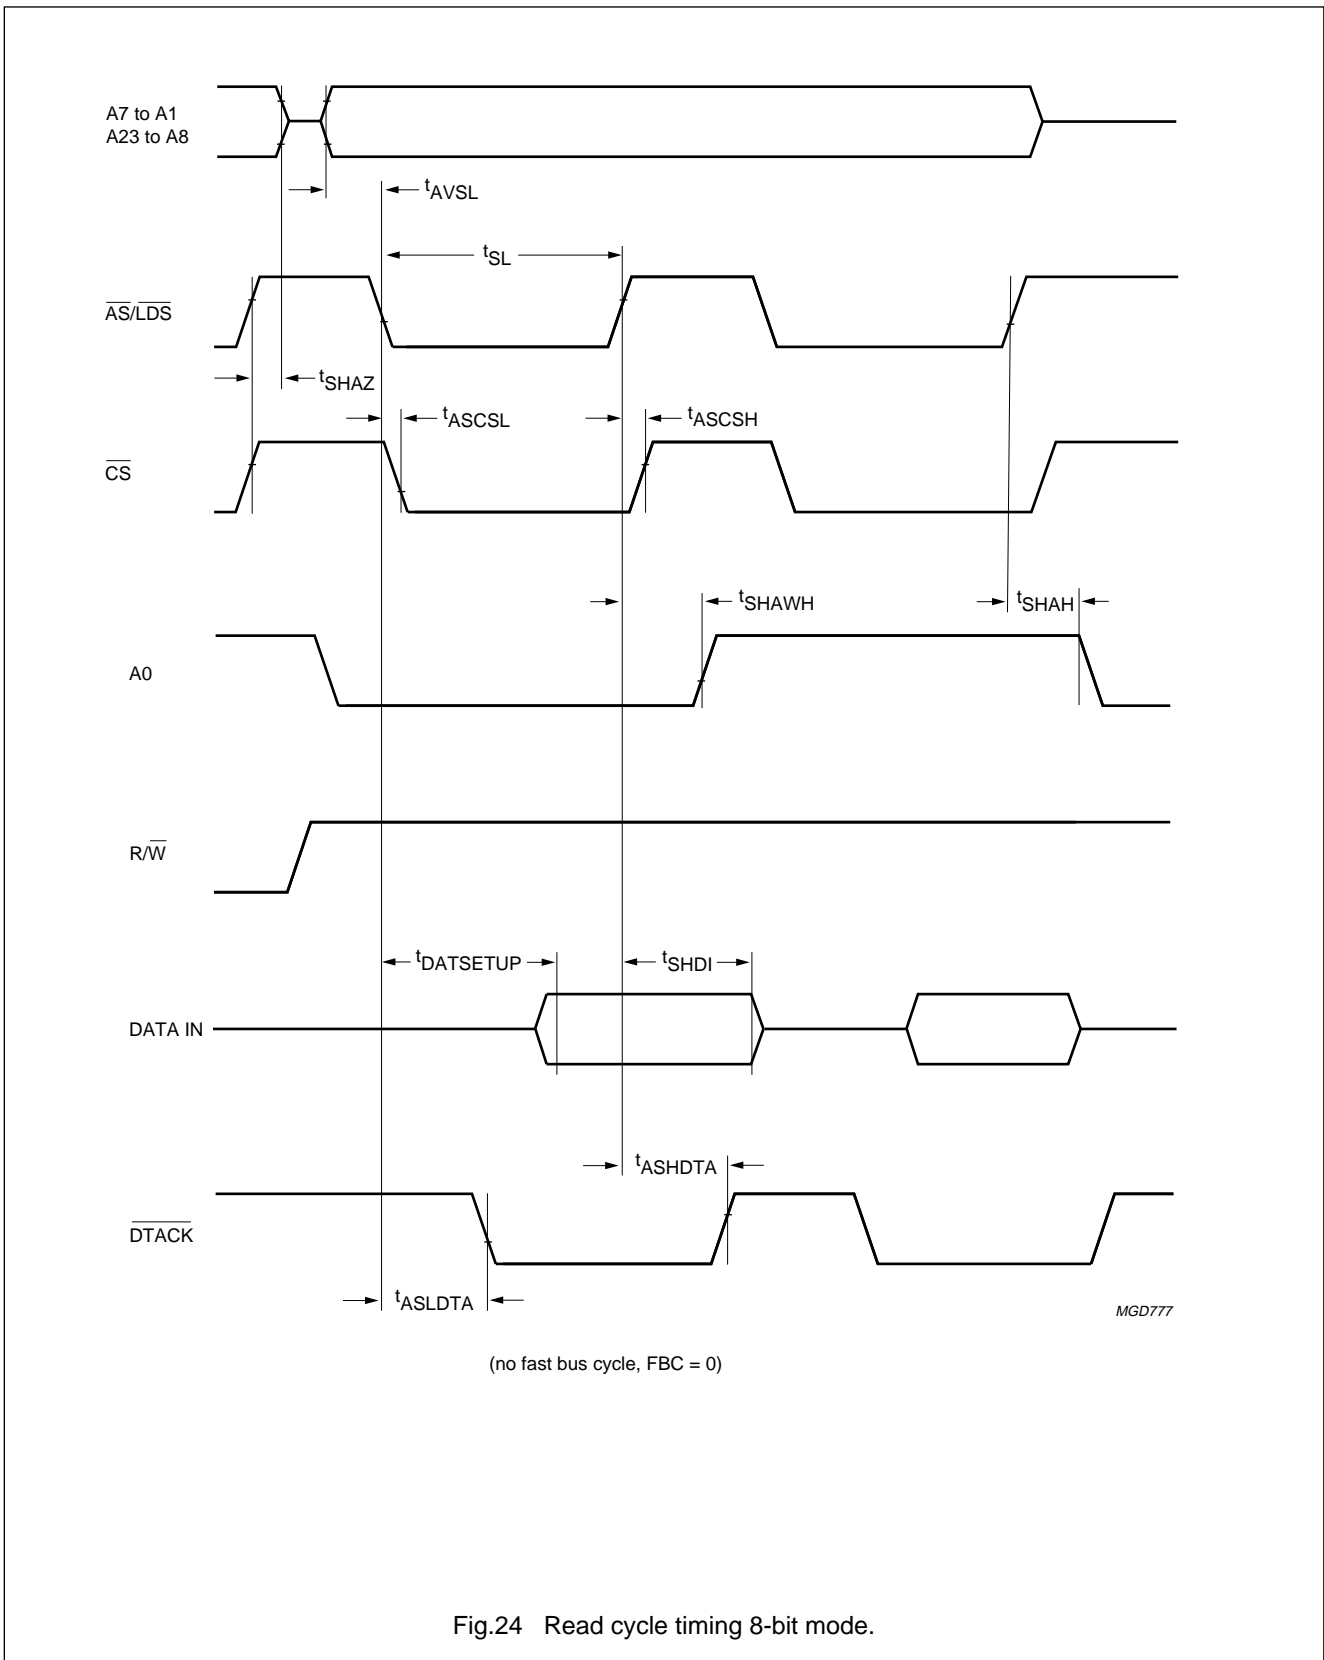 A7 to A1
A23 to A8
tAVSL
tSL
AS/LDS
tSHAZ
tASCSL
tASCSH
CS
tSHAWH
tSHAH
A0
R/W
tDATSETUP
tSHDI
DATA IN
tASHDTA
DTACK
tASLDTA
MGD777
(no fast bus cycle, FBC = 0)
Fig.24 Read cycle timing 8-bit mode.